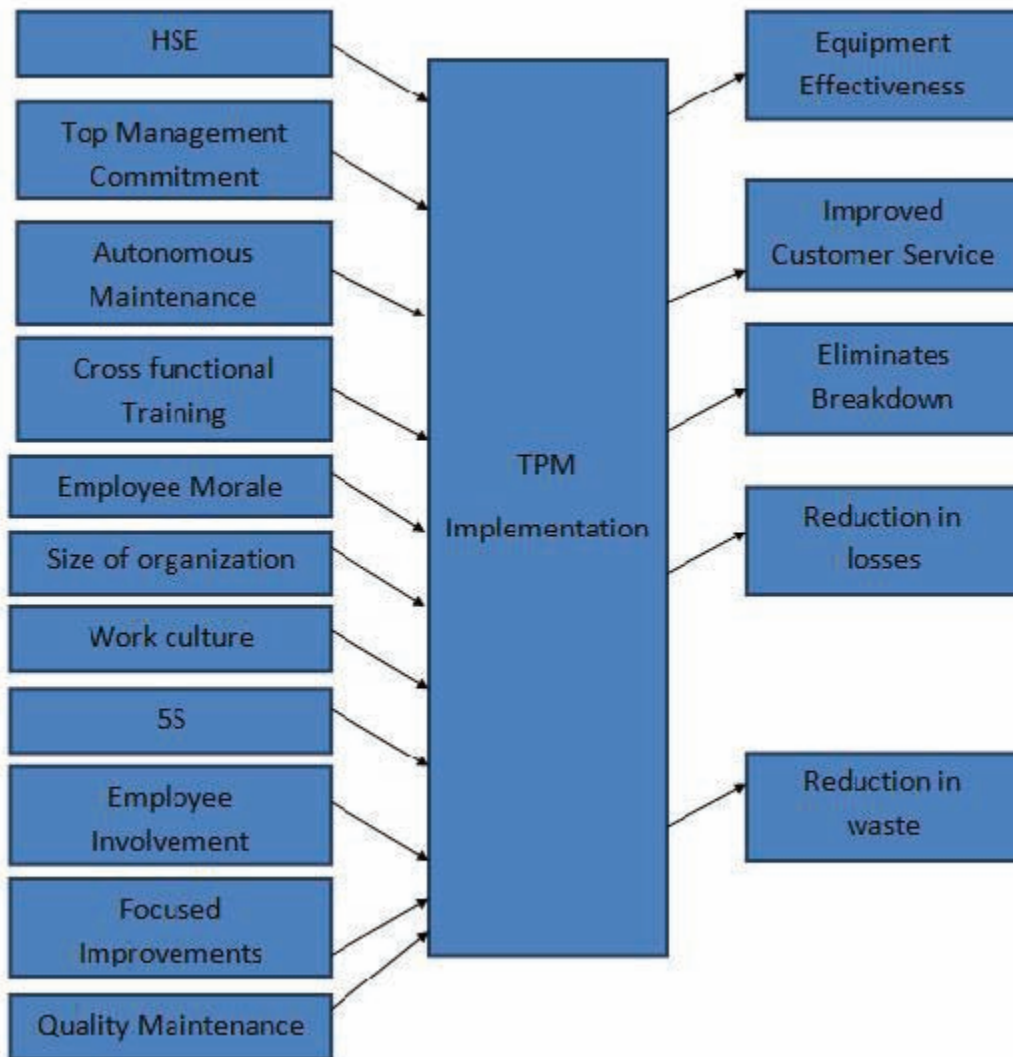 HSE
Top Management
Commitment
Autonomous
Maintenance
Cross functional
Training
Employee Morale
Size of organization
Work culture
5S
Employee
Involvement
Focused
Improvements
Quality Maintenance
TPM
Implementation
Equipment
Effectiveness
Improved
Customer Service
Eliminates
Breakdown
Reduction in
losses
Reduction in
waste